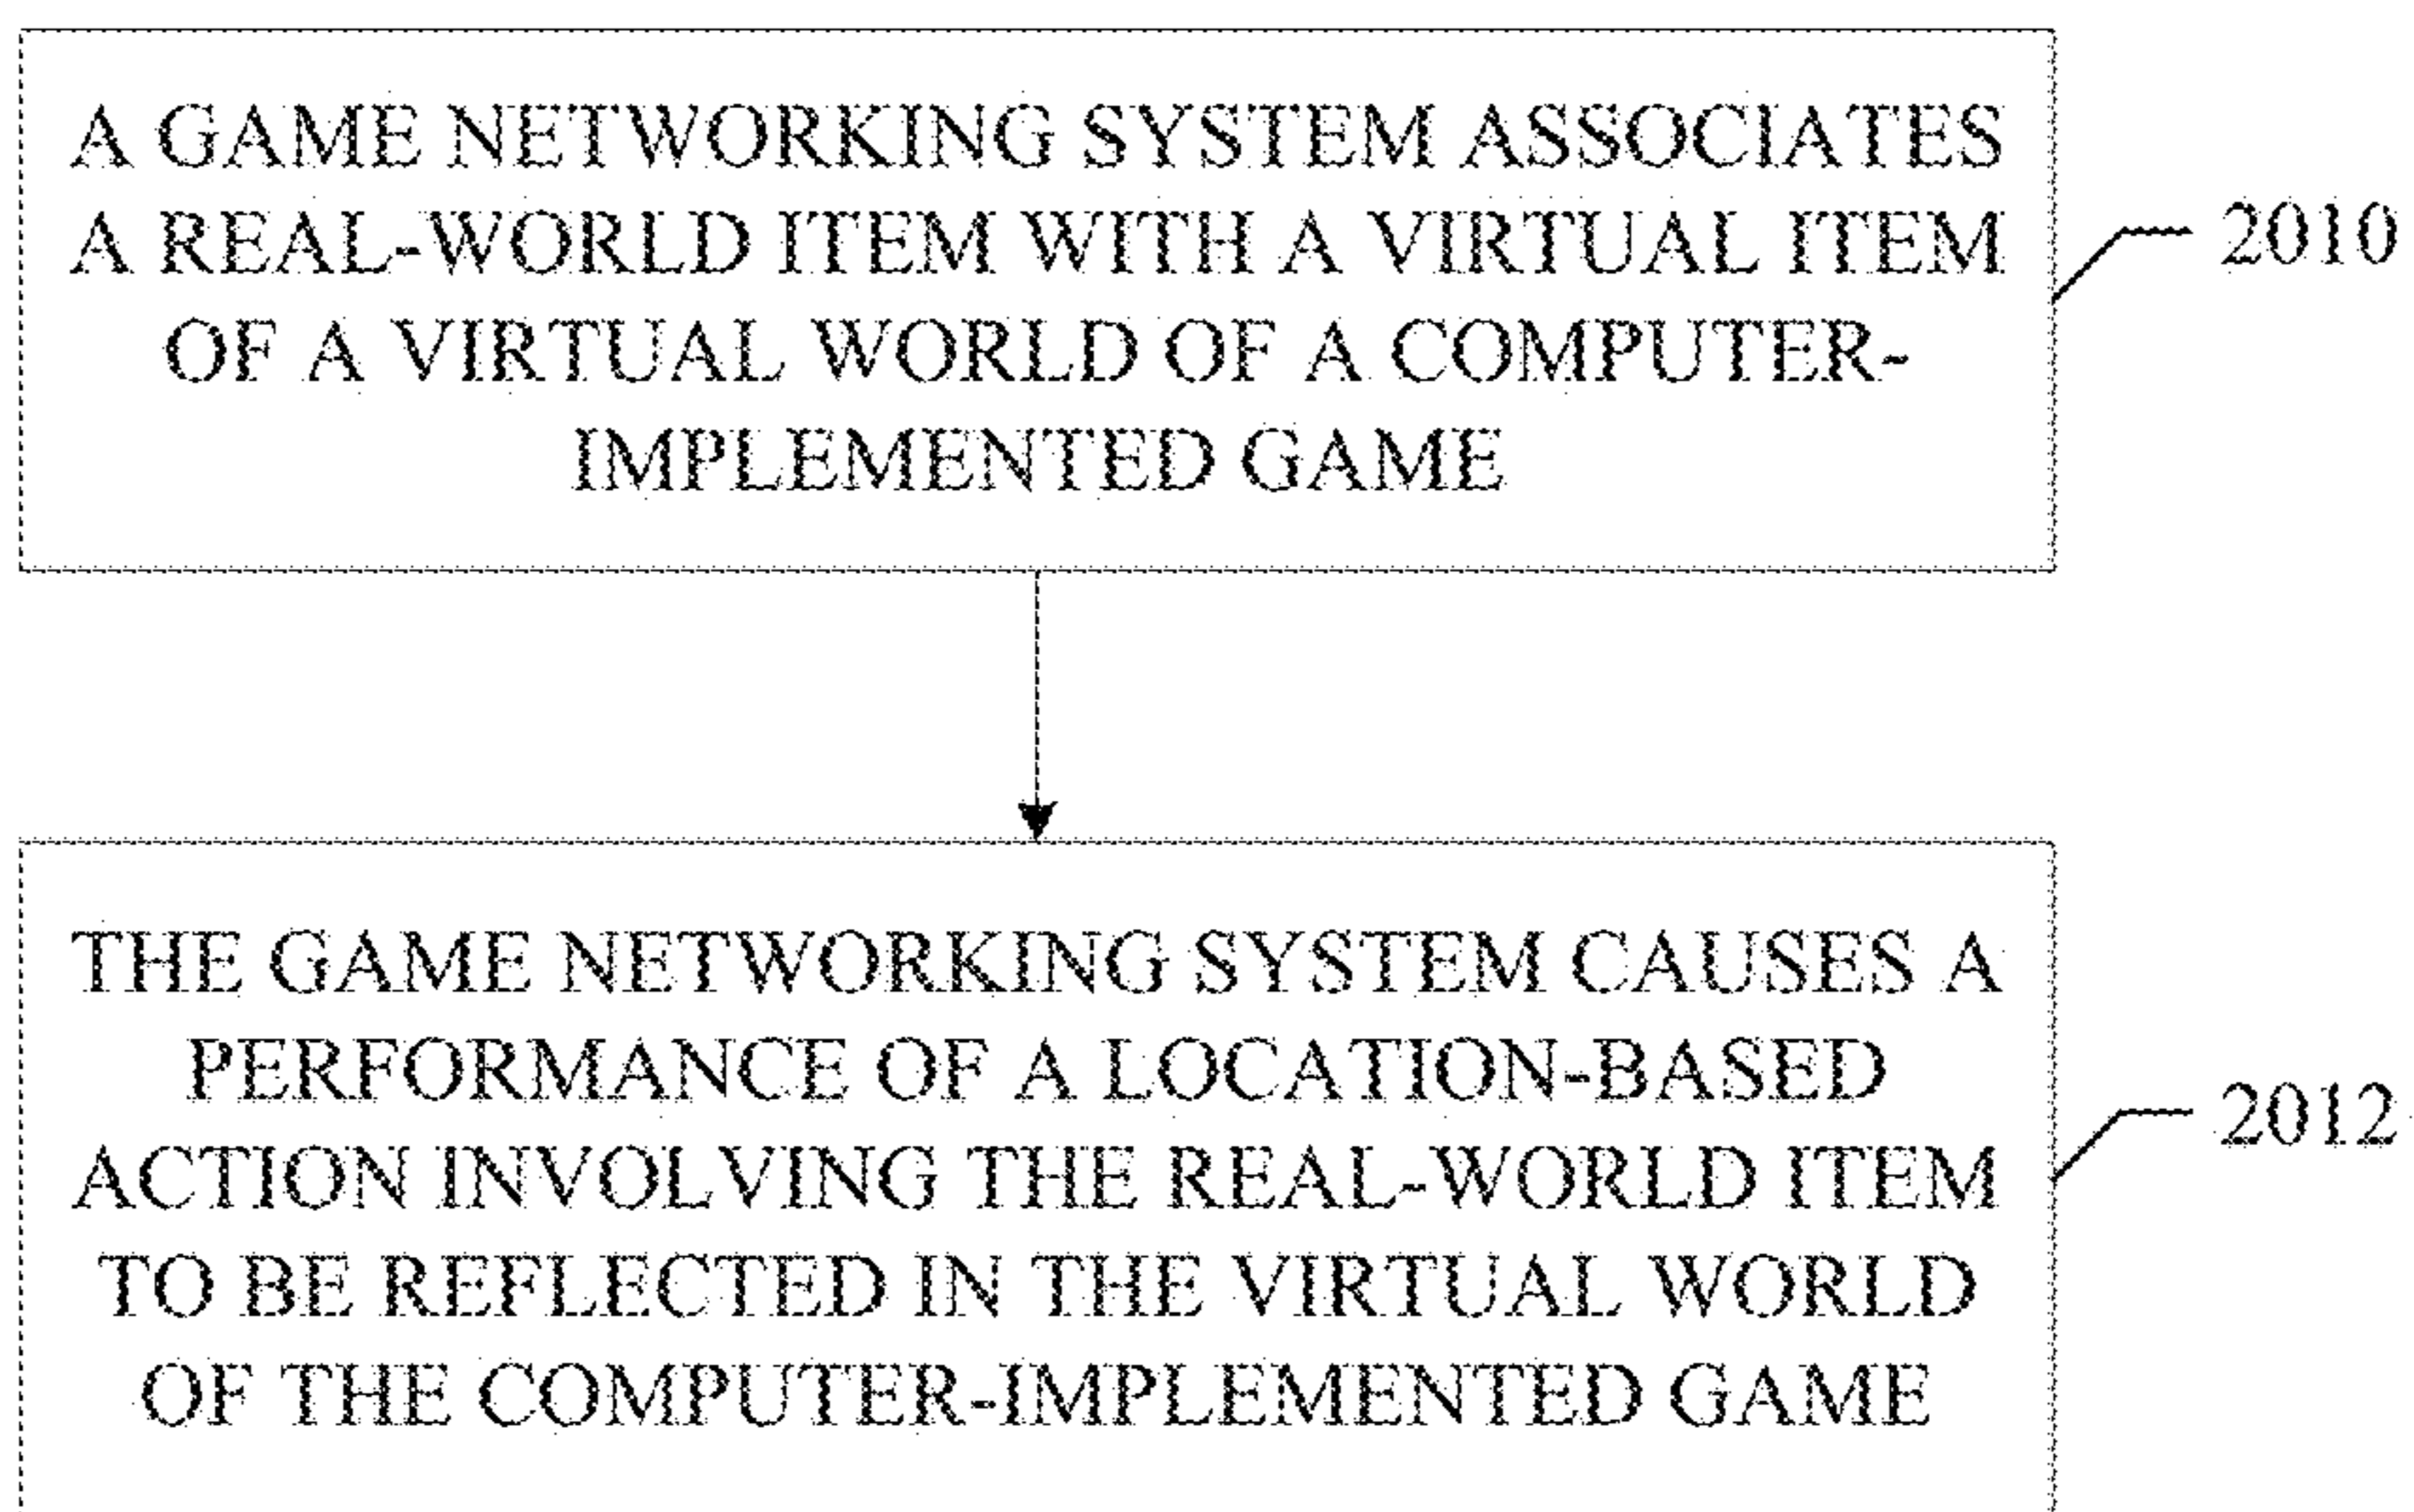 A GAME NETWORKING SYSTEM ASSOCIATES
A REAL-WORLD ITEM WITH A VIRTUAL ITEM
OF A VIRTUAL WORLD OF A COMPUTER-
IMPLEMENTED GAME
2010
THE GAME NETWORKING SYSTEM CAUSES A
PERFORMANCE OF A LOCATION-BASED
ACTION INVOLVING THE REAL-WORLD ITEM
TO BE REFLECTED IN THE VIRTUAL WORLD
OF THE COMPUTER-IMPLEMENTED GAME
2012